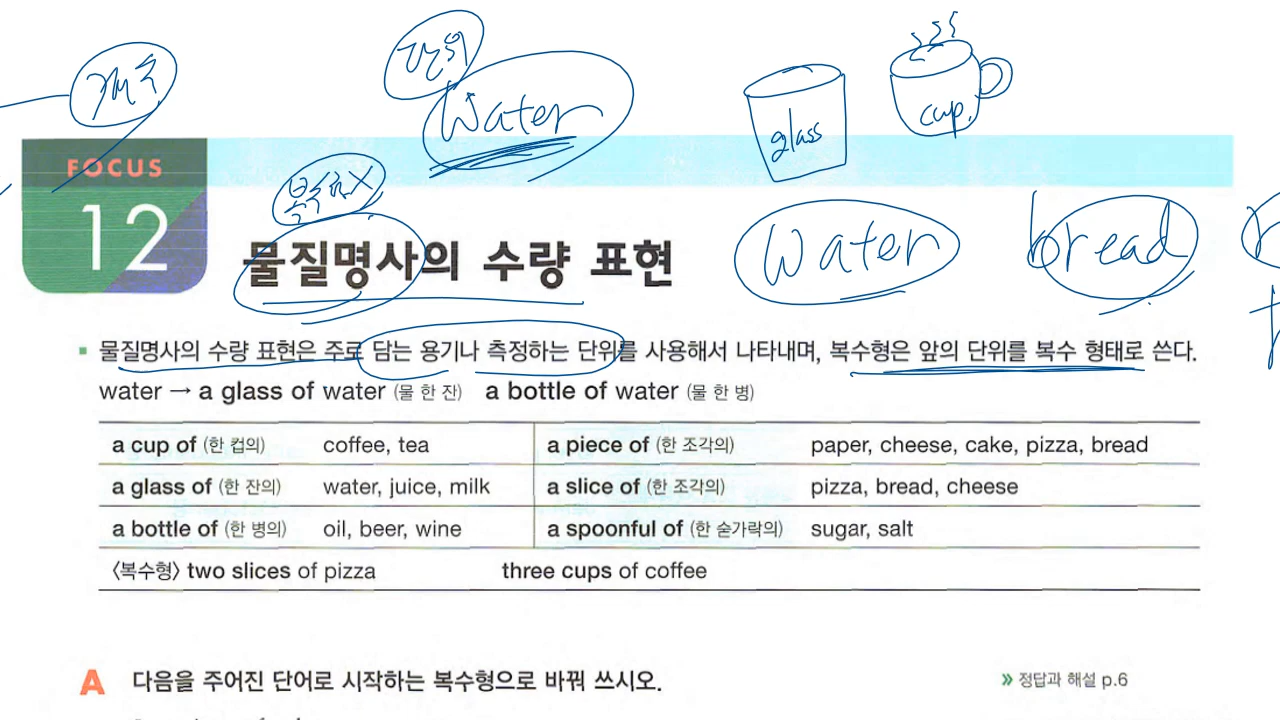 개수
단위
water
glass
cup.
FOCUS
12
복수형X
물질명사의 수량 표현
water
bread
물질명사의 수량 표현은 주로 담는 용기나 측정하는 단위를 사용해서 나타내며, 복수형은 앞의 단위를 복수 형태로 쓴다.
water → a glass of water (물 한 잔) a bottle of water (물 한 병)
a cup of (한 컵의) coffee, tea a piece of (한 조각의) paper, cheese, cake, pizza, bread
a glass of (한 잔의) water, juice, milk a slice of (한 조각의) pizza, bread, cheese
a bottle of (한 병의) oil, beer, wine a spoonful of (한 숟가락의) sugar, salt
〈복수형〉 two slices of pizza three cups of coffee
A 다음을 주어진 단어로 시작하는 복수형으로 바꿔 쓰시오. » 정답과 해설 p.6